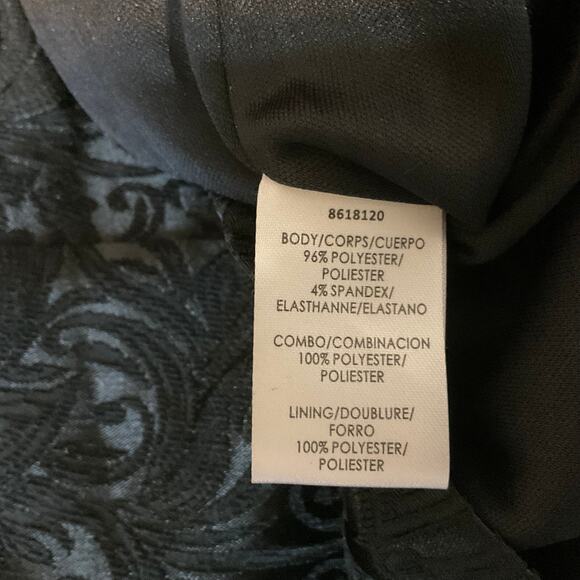 8618120
BODY/CORPS/CUERPO
96% POLYESTER/
POLIESTER
4% SPANDEX/
ELASTHANNE/ELASTANO
COMBO/COMBINACION
100% POLYESTER/
POLIESTER
LINING/DOUBLURE/
FORRO
100% POLYESTER/
POLIESTER